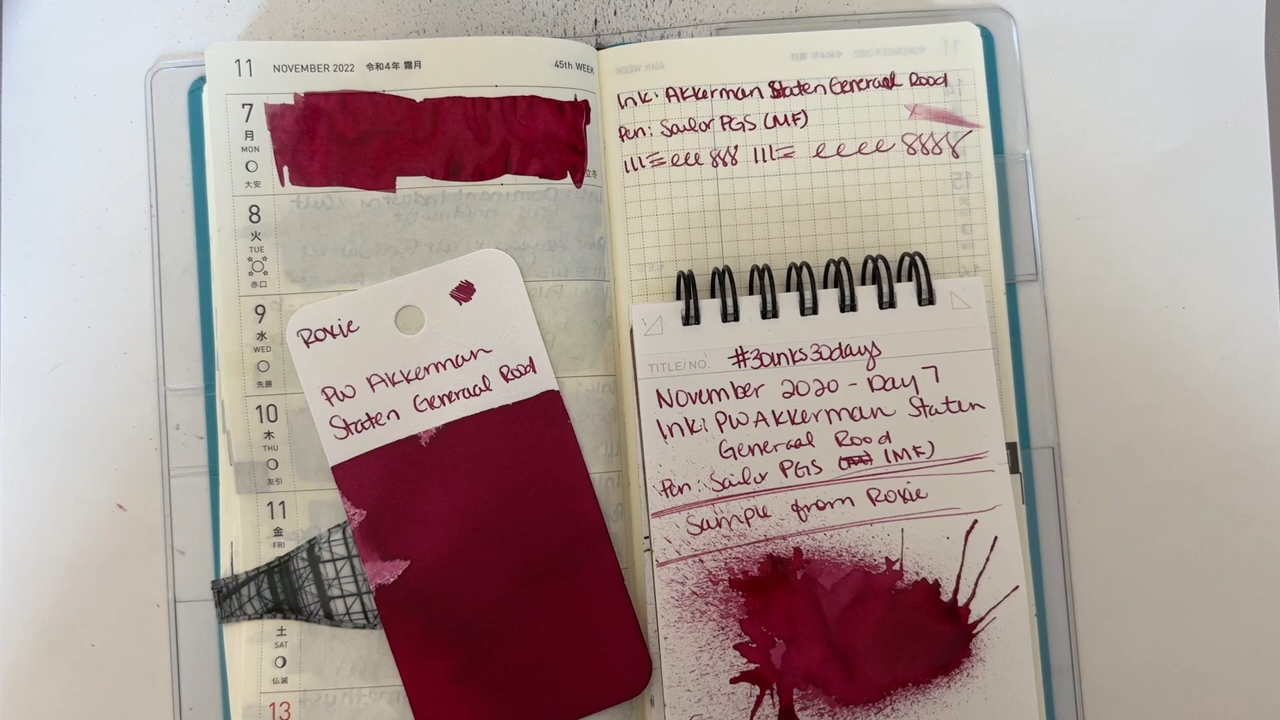 11 NOVEMBER 2022 令和4年 霜月 45th WEEK
7
月
MON
大安
立冬
8
火
TUE
赤口
9
水
WED
先勝
10
木
THU
友引
11
金
FRI
土
SAT
仏滅
13
Ink: Akkerman Staten Generaal Rood
Pen: Sailor PGS (MF)
Roxie
PW Akkerman
Staten Generaal Rood
TITLE/NO. #30inks30days
November 2020 - Day 7
Ink: PW Akkerman Staten
Generaal Rood
Pen: Sailor PGS (MF)
Sample from Roxie